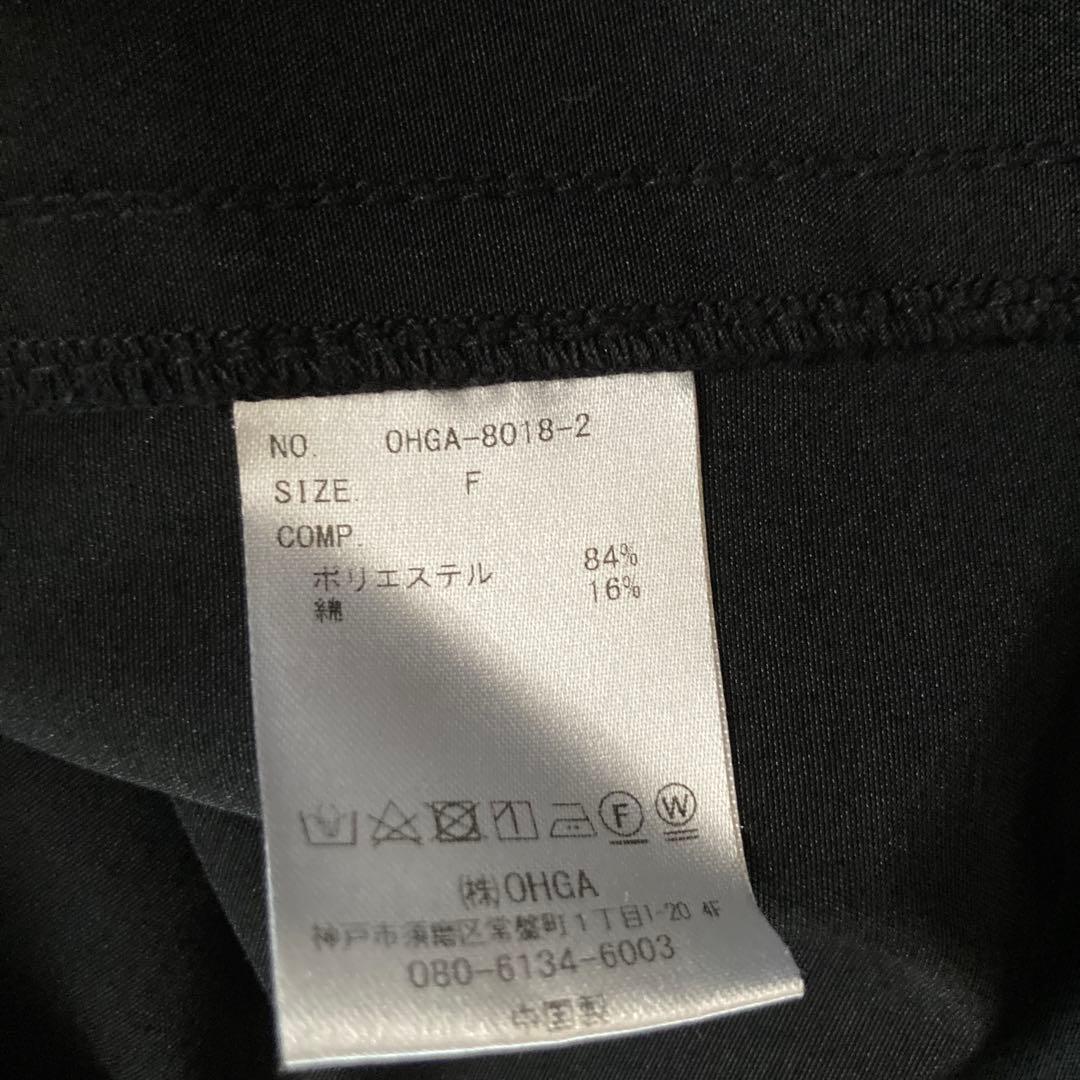 NO. OHGA-8018-2
SIZE. F
COMP.
ポリエステル 84%
綿 16%
F W
(株)OHGA
神戸市須磨区常盤町1丁目1-20 4F
080-6134-6003
中国製